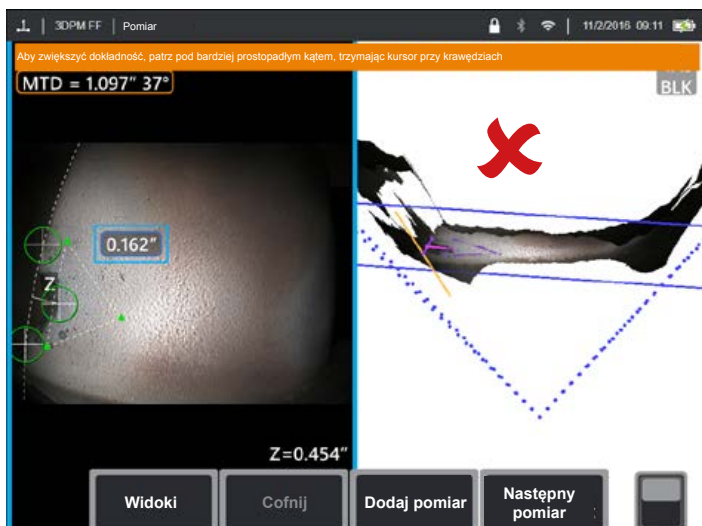 3DPM FF Pomiar 11/2/2016 09:11
Aby zwiększyć dokładność, patrz pod bardziej prostopadłym kątem, trzymając kursor przy krawędziach
MTD = 1.097" 37°
BLK
0.162"
Z
Z=0.454"
Widoki Cofnij Dodaj pomiar Następny
pomiar